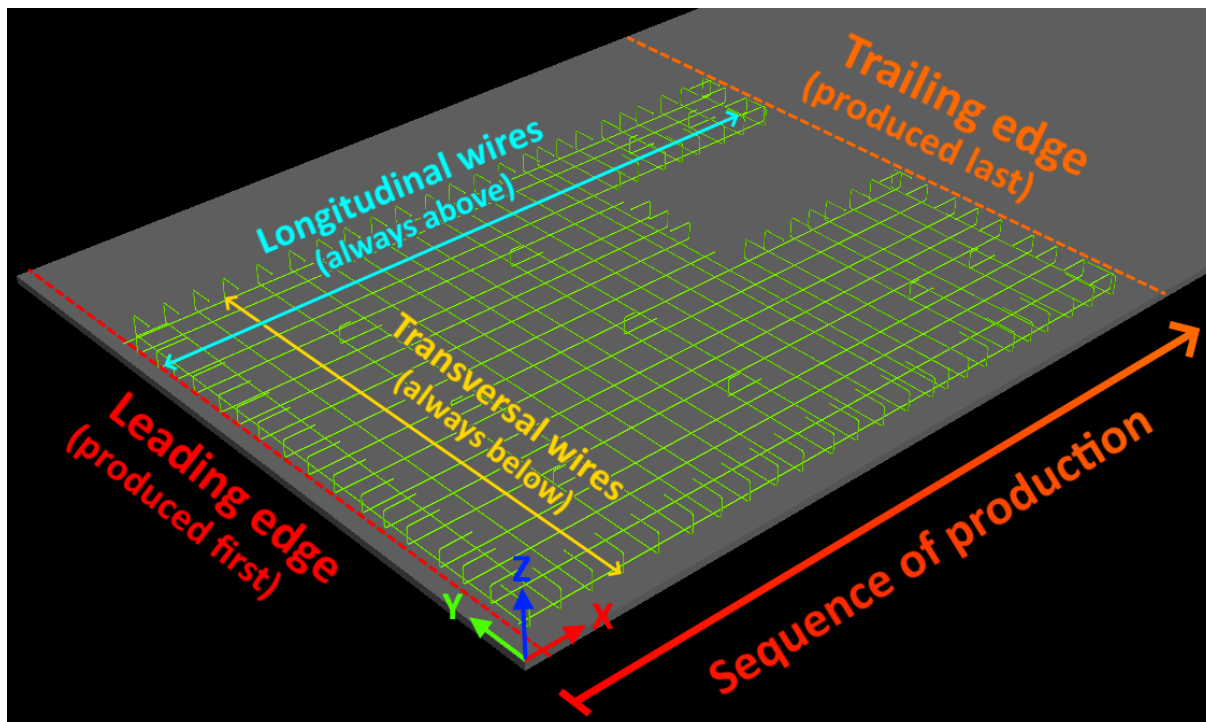 Trailing edge
(produced last)
Longitudinal wires
(always above)
Transversal wires
(always below)
Leading edge
(produced first)
Z
Y
X
Sequence of production